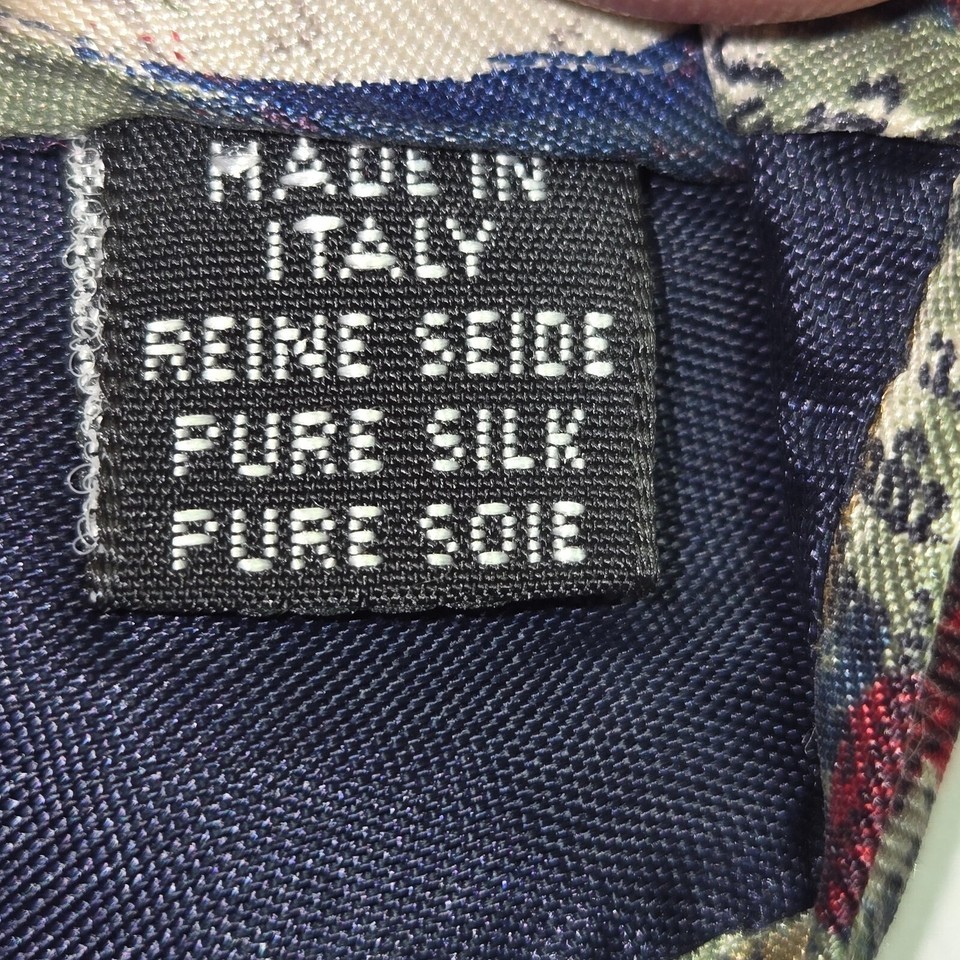 MADE IN
ITALY
REINE SEIDE
PURE SILK
PURE SOIE